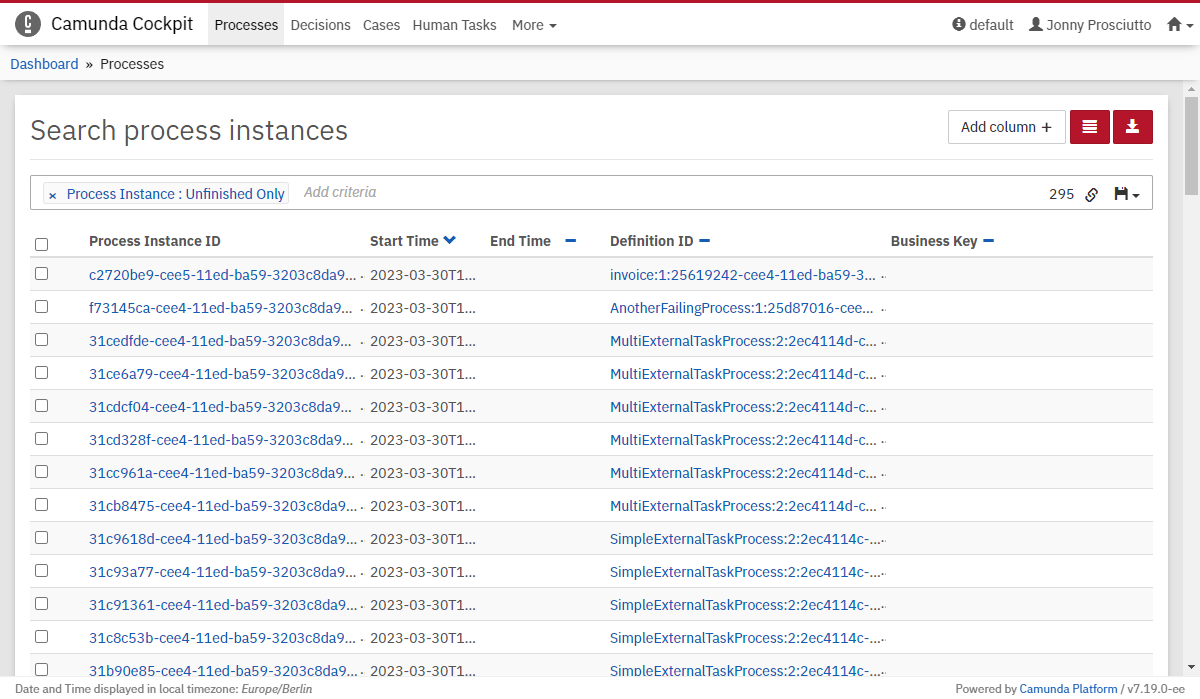 Camunda Cockpit Processes Decisions Cases Human Tasks More default Jonny Prosciutto
Dashboard » Processes
Search process instances
Add column +
× Process Instance : Unfinished Only Add criteria 295
Process Instance ID Start Time End Time Definition ID Business Key
c2720be9-cee5-11ed-ba59-3203c8da9... 2023-03-30T1... invoice:1:25619242-cee4-11ed-ba59-3...
f73145ca-cee4-11ed-ba59-3203c8da9... 2023-03-30T1... AnotherFailingProcess:1:25d87016-cee...
31cedfde-cee4-11ed-ba59-3203c8da9... 2023-03-30T1... MultiExternalTaskProcess:2:2ec4114d-c...
31ce6a79-cee4-11ed-ba59-3203c8da9... 2023-03-30T1... MultiExternalTaskProcess:2:2ec4114d-c...
31cdcf04-cee4-11ed-ba59-3203c8da9... 2023-03-30T1... MultiExternalTaskProcess:2:2ec4114d-c...
31cd328f-cee4-11ed-ba59-3203c8da9... 2023-03-30T1... MultiExternalTaskProcess:2:2ec4114d-c...
31cc961a-cee4-11ed-ba59-3203c8da9... 2023-03-30T1... MultiExternalTaskProcess:2:2ec4114d-c...
31cb8475-cee4-11ed-ba59-3203c8da9... 2023-03-30T1... MultiExternalTaskProcess:2:2ec4114d-c...
31c9618d-cee4-11ed-ba59-3203c8da9... 2023-03-30T1... SimpleExternalTaskProcess:2:2ec4114c-...
31c93a77-cee4-11ed-ba59-3203c8da9... 2023-03-30T1... SimpleExternalTaskProcess:2:2ec4114c-...
31c91361-cee4-11ed-ba59-3203c8da9... 2023-03-30T1... SimpleExternalTaskProcess:2:2ec4114c-...
31c8c53b-cee4-11ed-ba59-3203c8da9... 2023-03-30T1... SimpleExternalTaskProcess:2:2ec4114c-...
31b90e85-cee4-11ed-ba59-3203c8da9... 2023-03-30T1... SimpleExternalTaskProcess:2:2ec4114c-...
Date and Time displayed in local timezone: Europe/Berlin Powered by Camunda Platform / v7.19.0-ee